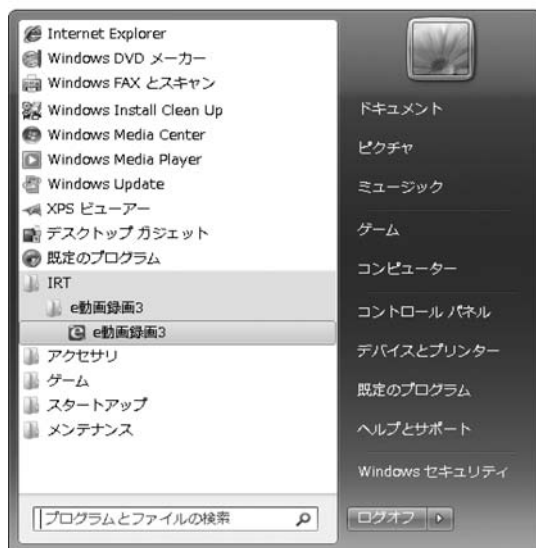 Internet Explorer
Windows DVD メーカー
Windows FAX とスキャン
Windows Install Clean Up
Windows Media Center
Windows Media Player
Windows Update
XPS ビューアー
デスクトップ ガジェット
既定のプログラム
IRT
e動画録画3
e動画録画3
アクセサリ
ゲーム
スタートアップ
メンテナンス
プログラムとファイルの検索
ドキュメント
ピクチャ
ミュージック
ゲーム
コンピューター
コントロール パネル
デバイスとプリンター
既定のプログラム
ヘルプとサポート
Windows セキュリティ
ログオフ